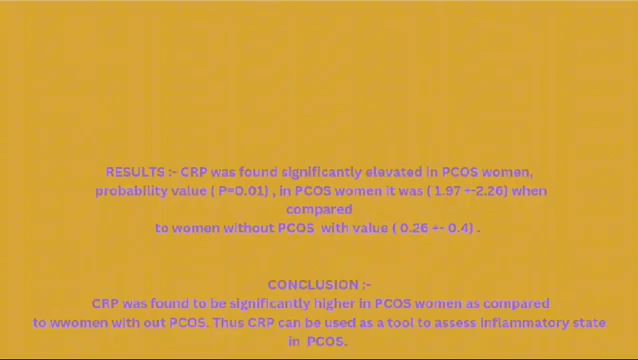 RESULTS :- CRP was found significantly elevated in PCOS women,
probability value ( P=0.01) , in PCOS women it was ( 1.97 +-2.26) when
compared
to women without PCOS with value ( 0.26 +- 0.4) .
CONCLUSION :-
CRP was found to be significantly higher in PCOS women as compared
to wwomen with out PCOS. Thus CRP can be used as a tool to assess inflammatory state
in PCOS.